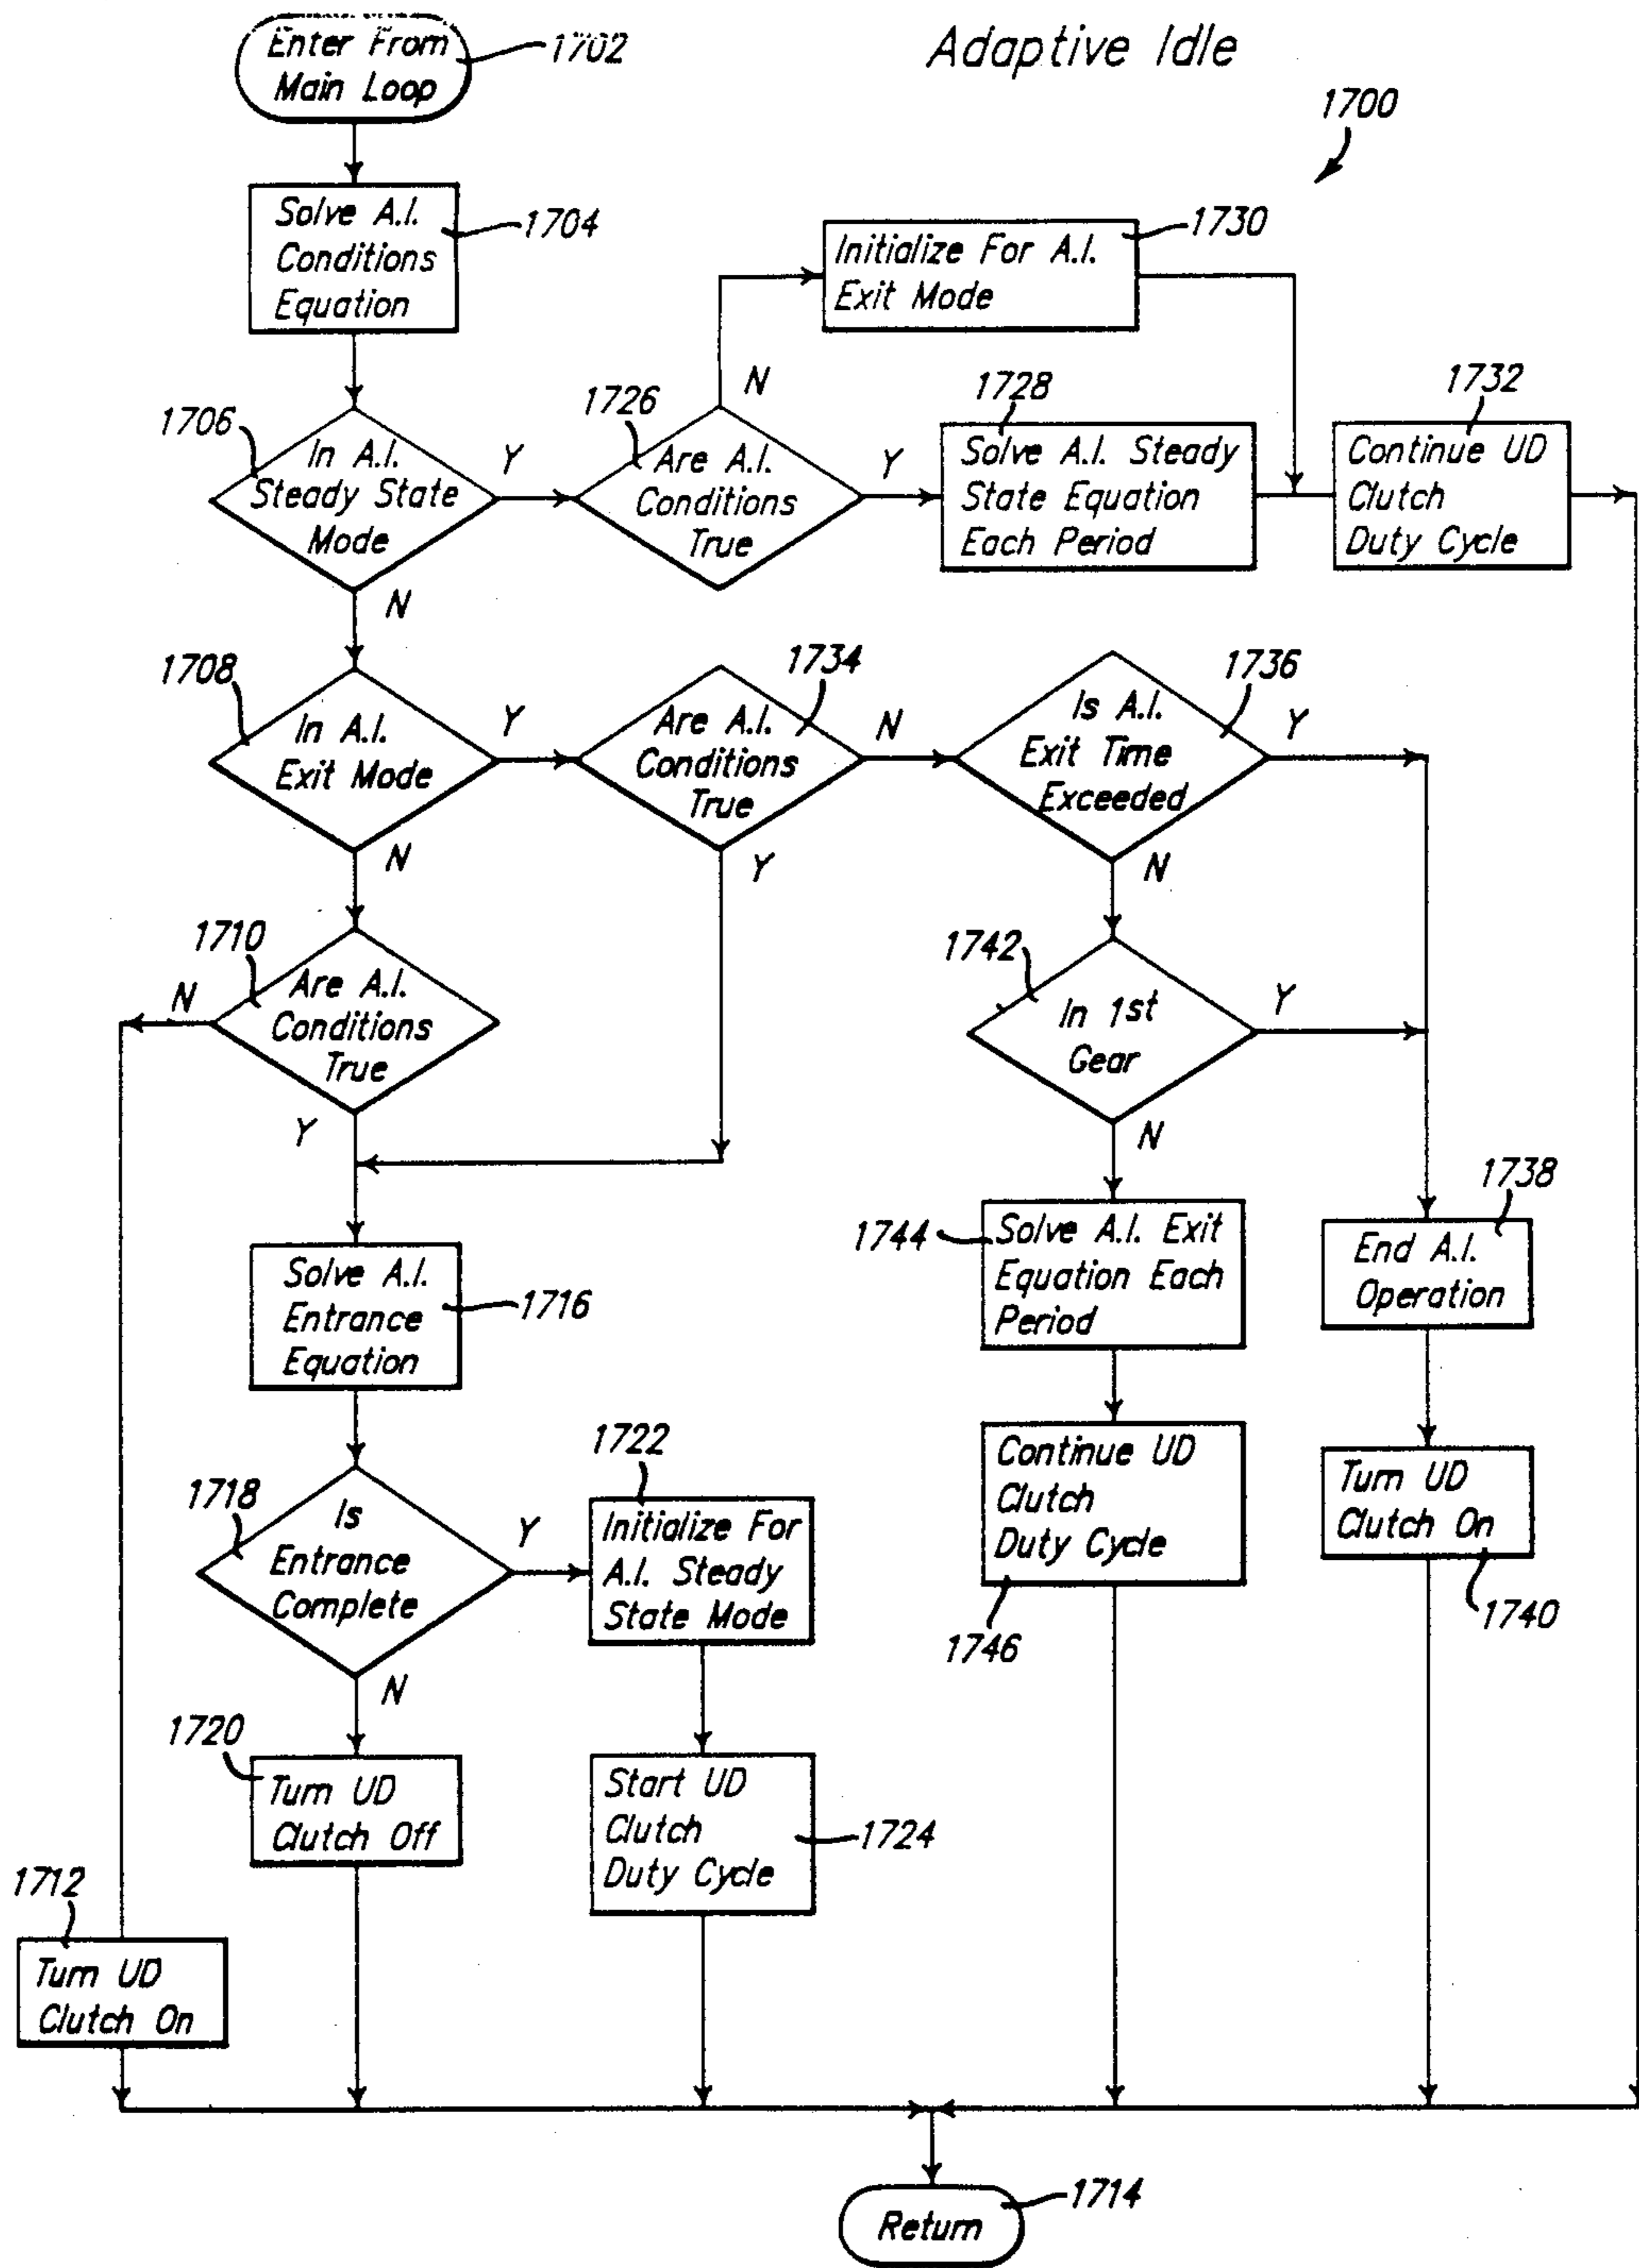 Adaptive Idle
1700
Enter From
Main Loop
1702
Solve A.I.
Conditions
Equation
1704
Initialize For A.I.
Exit Mode
1730
1706
In A.I.
Steady State
Mode
Y
N
1726
Are A.I.
Conditions
True
N
Y
1728
Solve A.I. Steady
State Equation
Each Period
1732
Continue UD
Clutch
Duty Cycle
1708
In A.I.
Exit Mode
Y
N
1734
Are A.I.
Conditions
True
N
Y
1736
Is A.I.
Exit Time
Exceeded
Y
N
1710
Are A.I.
Conditions
True
N
Y
1742
In 1st
Gear
Y
N
1738
End A.I.
Operation
1744
Solve A.I. Exit
Equation Each
Period
Solve A.I.
Entrance
Equation
1716
Continue UD
Clutch
Duty Cycle
1746
Turn UD
Clutch On
1740
1718
Is
Entrance
Complete
Y
N
1722
Initialize For
A.I. Steady
State Mode
1720
Turn UD
Clutch Off
Start UD
Clutch
Duty Cycle
1724
1712
Turn UD
Clutch On
Return
1714